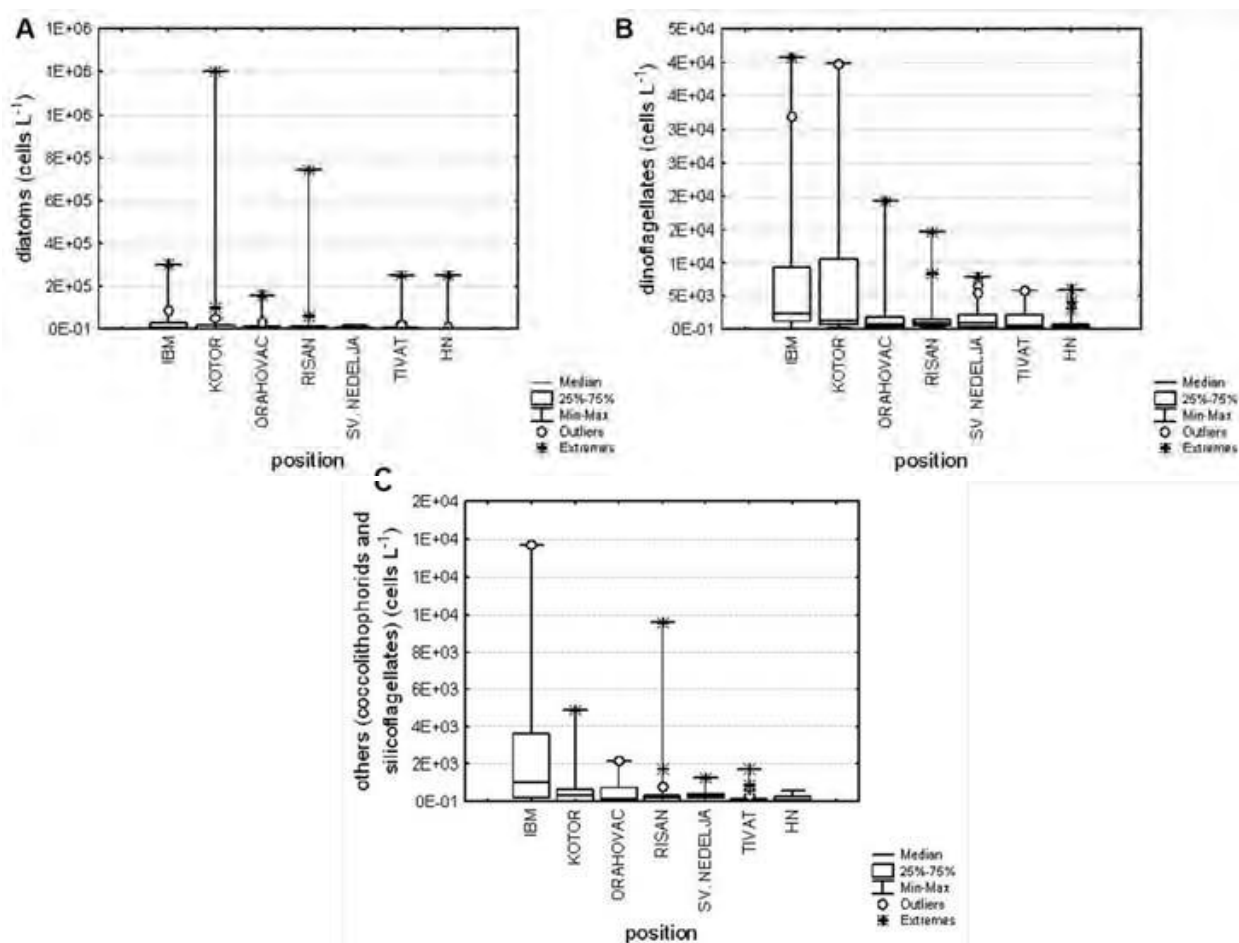 A
diatoms (cells L⁻¹)
1E+06
1E+06
1E+06
8E+05
6E+05
4E+05
2E+05
0E-01
IBM
KOTOR
ORAHOVAC
RISAN
SV. NEDELJA
TIVAT
HN
position
Median
25%-75%
Min-Max
Outliers
Extremes
B
dinoflagellates (cells L⁻¹)
5E+04
4E+04
4E+04
3E+04
3E+04
2E+04
2E+04
1E+04
5E+03
0E-01
IBM
KOTOR
ORAHOVAC
RISAN
SV. NEDELJA
TIVAT
HN
position
Median
25%-75%
Min-Max
Outliers
Extremes
C
others (coccolithophorids and
silicoflagellates) (cells L⁻¹)
2E+04
1E+04
1E+04
1E+04
8E+03
6E+03
4E+03
2E+03
0E-01
IBM
KOTOR
ORAHOVAC
RISAN
SV. NEDELJA
TIVAT
HN
position
Median
25%-75%
Min-Max
Outliers
Extremes